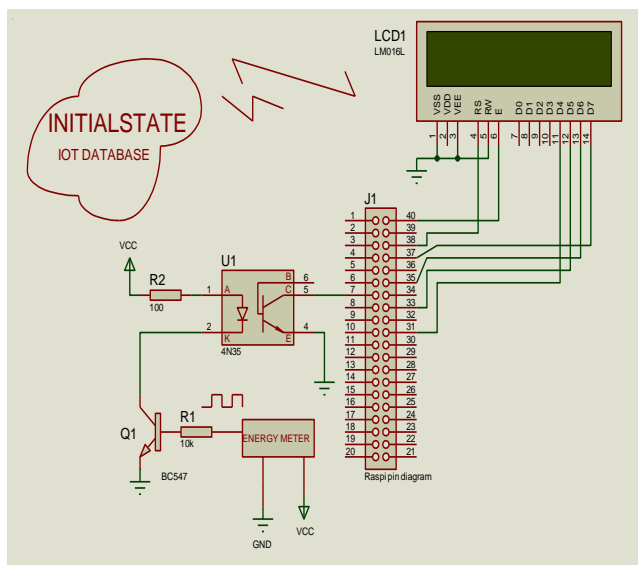 LCD1
LM016L
VSS VDD VEE RS RW E D0 D1 D2 D3 D4 D5 D6 D7
1 2 3 4 5 6 7 8 9 10 11 12 13 14
INITIALSTATE
IOT DATABASE
J1
1 40
2 39
3 38
4 37
5 36
6 35
7 34
8 33
9 32
10 31
11 30
12 29
13 28
14 27
15 26
16 25
17 24
18 23
19 22
20 21
Raspi pin diagram
VCC
R2
100
U1
1 A B 6
C 5
2 K E 4
4N35
Q1
BC547
R1
10k
ENERGY METER
GND
VCC